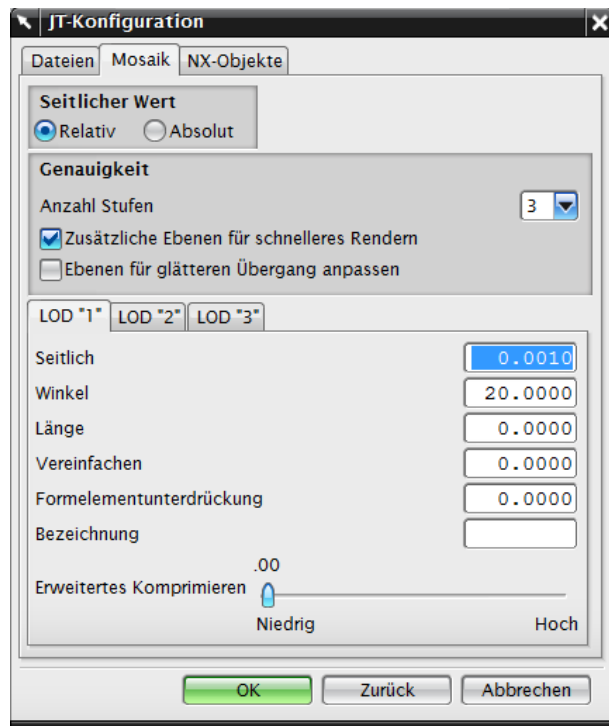 JT-Konfiguration
Dateien Mosaik NX-Objekte
Seitlicher Wert
Relativ Absolut
Genauigkeit
Anzahl Stufen 3
Zusätzliche Ebenen für schnelleres Rendern
Ebenen für glätteren Übergang anpassen
LOD "1" LOD "2" LOD "3"
Seitlich 0.0010
Winkel 20.0000
Länge 0.0000
Vereinfachen 0.0000
Formelementunterdrückung 0.0000
Bezeichnung
.00
Erweitertes Komprimieren
Niedrig Hoch
OK Zurück Abbrechen